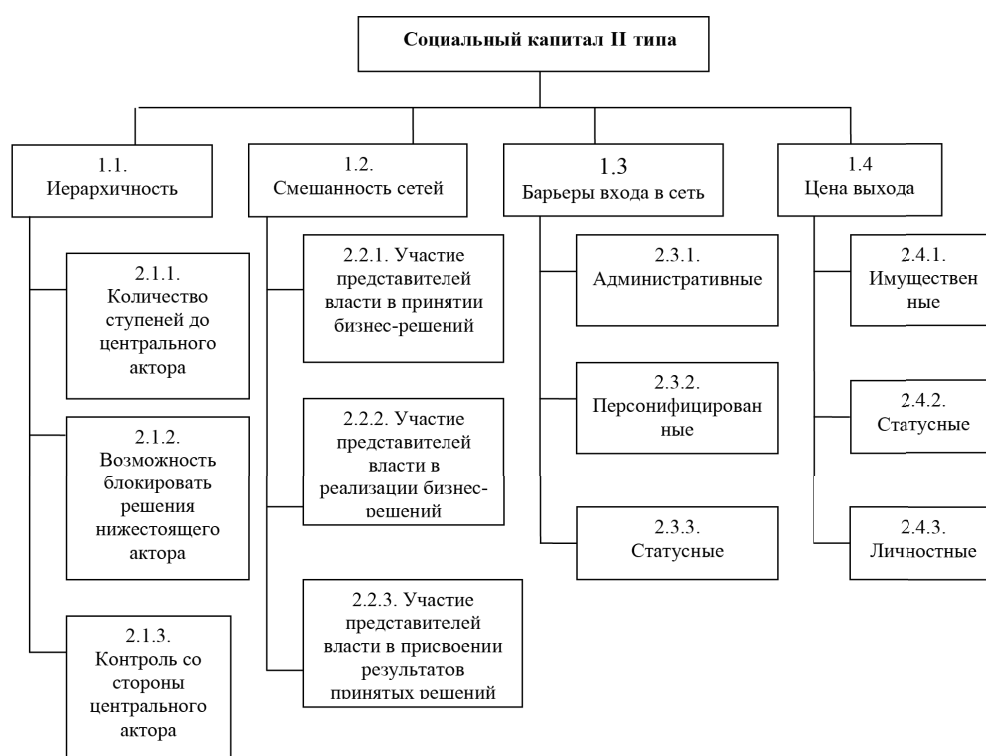 Социальный капитал II типа
1.1.
Иерархичность
1.2.
Смешанность сетей
1.3
Барьеры входа в сеть
1.4
Цена выхода
2.1.1.
Количество
ступеней до
центрального
актора
2.1.2.
Возможность
блокировать
решения
нижестоящего
актора
2.1.3.
Контроль со
стороны
центрального
актора
2.2.1. Участие
представителей
власти в принятии
бизнес-решений
2.2.2. Участие
представителей
власти в
реализации бизнес-
решений
2.2.3. Участие
представителей
власти в присвоении
результатов
принятых решений
2.3.1.
Административные
2.3.2.
Персонифицирован
ные
2.3.3.
Статусные
2.4.1.
Имуществен
ные
2.4.2.
Статусные
2.4.3.
Личностные